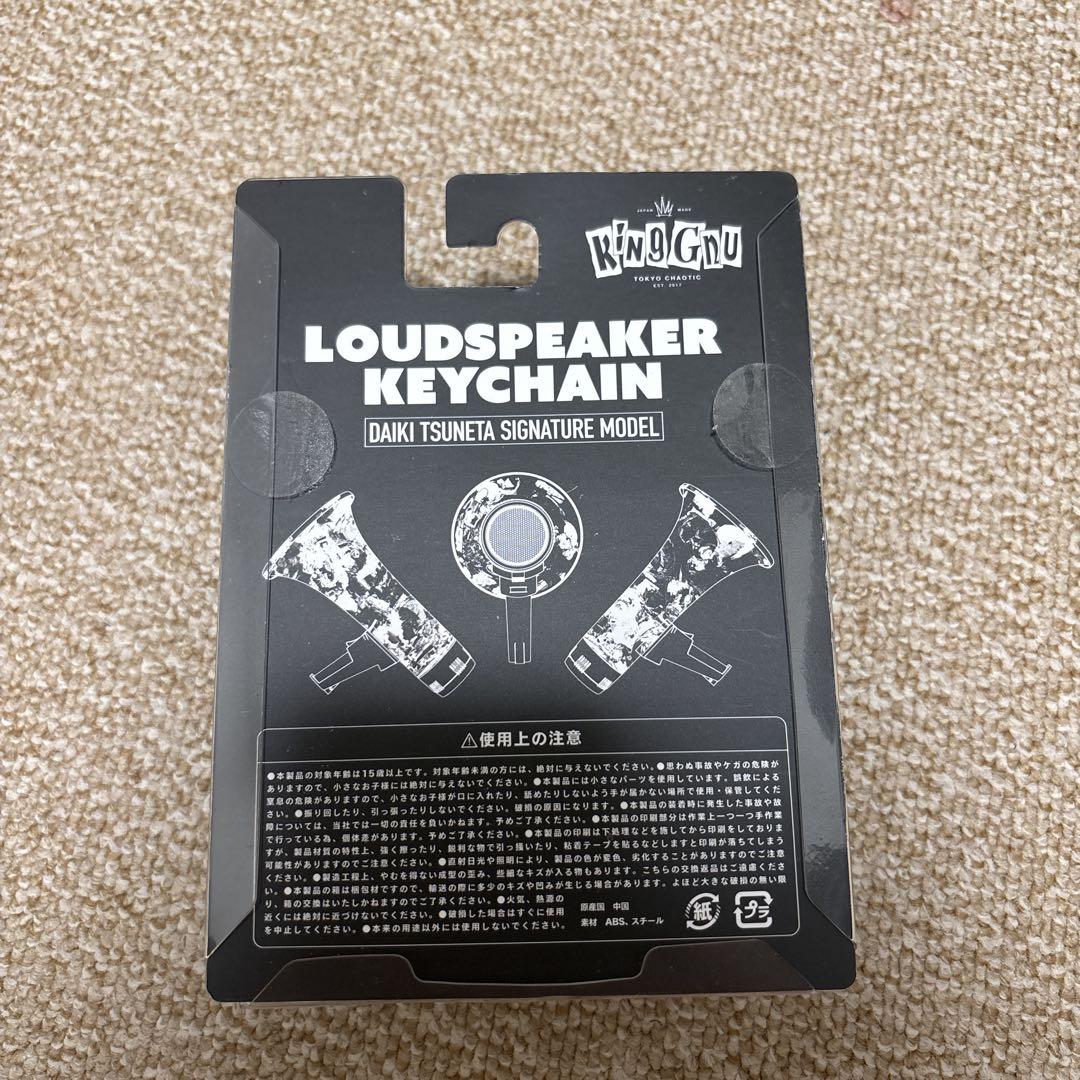 JAPAN MADE
King Gnu
TOKYO CHAOTIC
EST. 2017
LOUDSPEAKER
KEYCHAIN
DAIKI TSUNETA SIGNATURE MODEL
⚠使用上の注意
●本製品の対象年齢は15歳以上です。対象年齢未満の方には、絶対に与えないでください。●思わぬ事故やケガの危険が
ありますので、小さなお子様には絶対に与えないでください。●本製品には小さなパーツを使用しています。誤飲による
窒息の危険がありますので、小さなお子様が口に入れたり、舐めたりしないよう手が届かない場所で使用・保管してくだ
さい。●振り回したり、引っ張ったりしないでください。破損の原因になります。●本製品の装着時に発生した事故や故
障については、当社では一切の責任を負いかねます。予めご了承ください。●本製品の印刷部分は作業上一つ一つ手作業
で行っている為、個体差があります。予めご了承ください。●本製品の印刷は下処理などを施してから印刷をしております
が、製品材質の特性上、強く擦ったり、鋭利な物で引っ掻いたり、粘着テープを貼るなどしますと印刷が落ちてしまう
可能性がありますのでご注意ください。●直射日光や照明により、製品の色が変色、劣化することがありますのでご注意
ください。●製造工程上、やむを得ない成型の歪み、些細なキズが入る物もあります。こちらの交換返品はご遠慮くださ
い。●本製品の箱は梱包材ですので、輸送の際に多少のキズや凹みが生じる場合があります。よほど大きな破損の無い限
り、箱の交換はいたしかねますのでご了承ください。●火気、熱源の
近くには絶対に近づけないでください。●破損した場合はすぐに使用
を中止してください。●本来の用途以外には使用しないでください。
原産国 中国
素材 ABS、スチール
紙
プラ